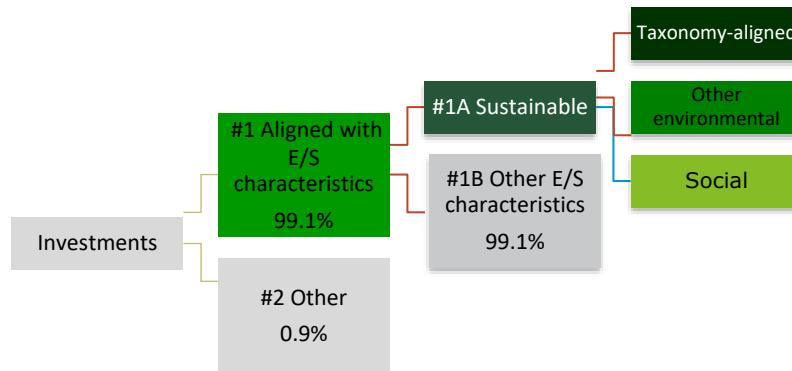 Taxonomy-aligned
#1A Sustainable
Other
environmental
#1 Aligned with
E/S
characteristics
99.1%
#1B Other E/S
characteristics
99.1%
Social
Investments
#2 Other
0.9%